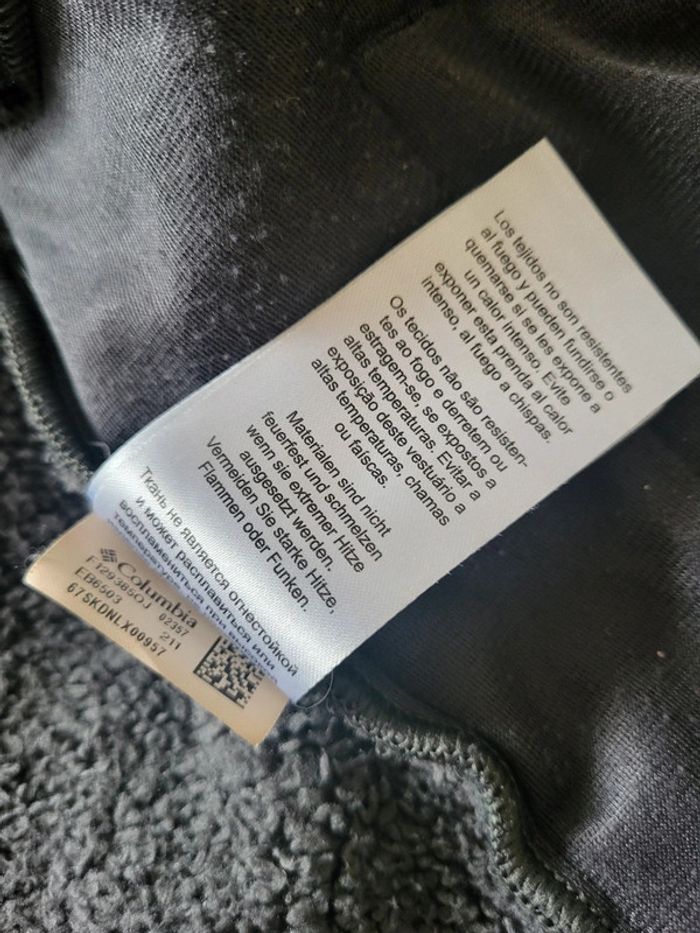 Los tejidos no son resistentes
al fuego y pueden fundirse o
quemarse si se les expone a
un calor intenso. Evite
exponer esta prenda al calor
intenso, al fuego a chispas.
Os tecidos não são resisten-
tes ao fogo e derretem ou
estragem-se, se expostos a
altas temperaturas. Evitar a
exposição deste vestuário a
altas temperaturas, chamas
ou faíscas.
Materialen sind nicht
feuerfest und schmelzen
wenn sie extremer Hitze
ausgesetzt werden.
Vermeiden Sie starke Hitze,
Flammen oder Funken.
Ткань не является огнестойкой
и может расплавиться или
воспламениться при высокой
Columbia
F129385OJ 02357
EB6503 211
67SKDNLX00957